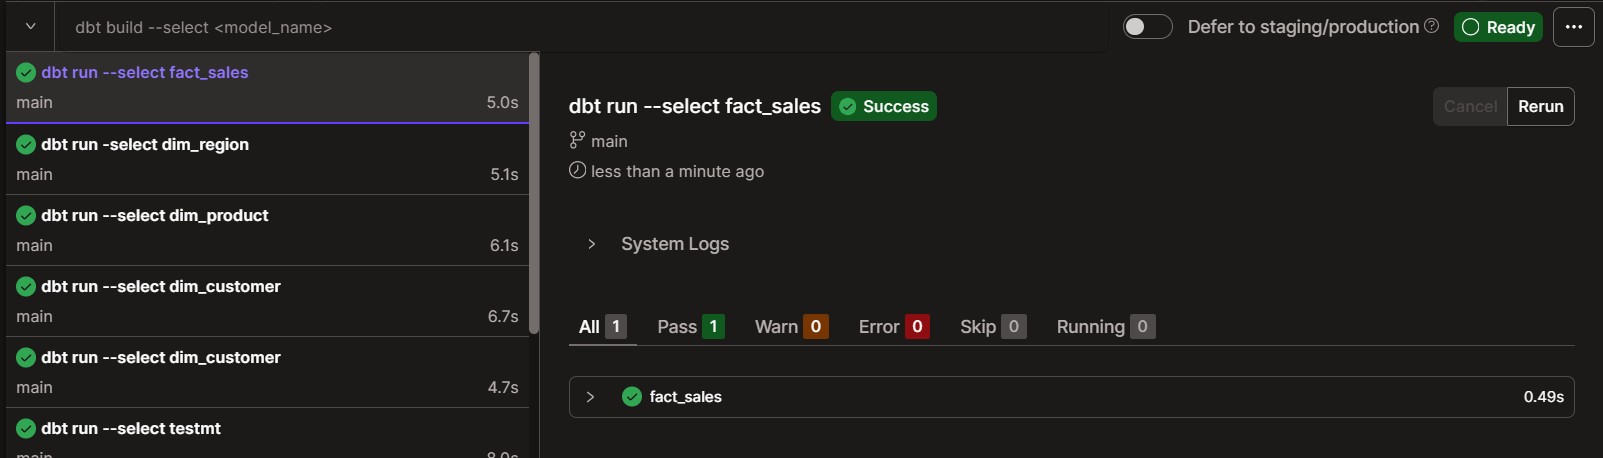 dbt build --select <model_name>
Defer to staging/production
Ready
dbt run --select fact_sales
main 5.0s
dbt run -select dim_region
main 5.1s
dbt run --select dim_product
main 6.1s
dbt run --select dim_customer
main 6.7s
dbt run --select dim_customer
main 4.7s
dbt run --select testmt
main 8.0s
dbt run --select fact_sales Success
Cancel Rerun
main
less than a minute ago
System Logs
All 1 Pass 1 Warn 0 Error 0 Skip 0 Running 0
fact_sales 0.49s